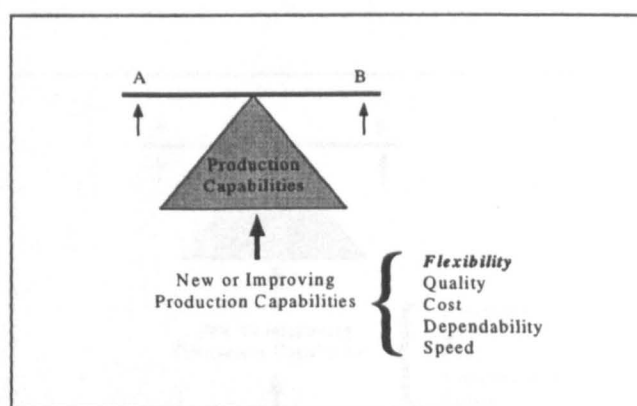 A B
Production
Capabilities
New or Improving
Production Capabilities
Flexibility
Quality
Cost
Dependability
Speed